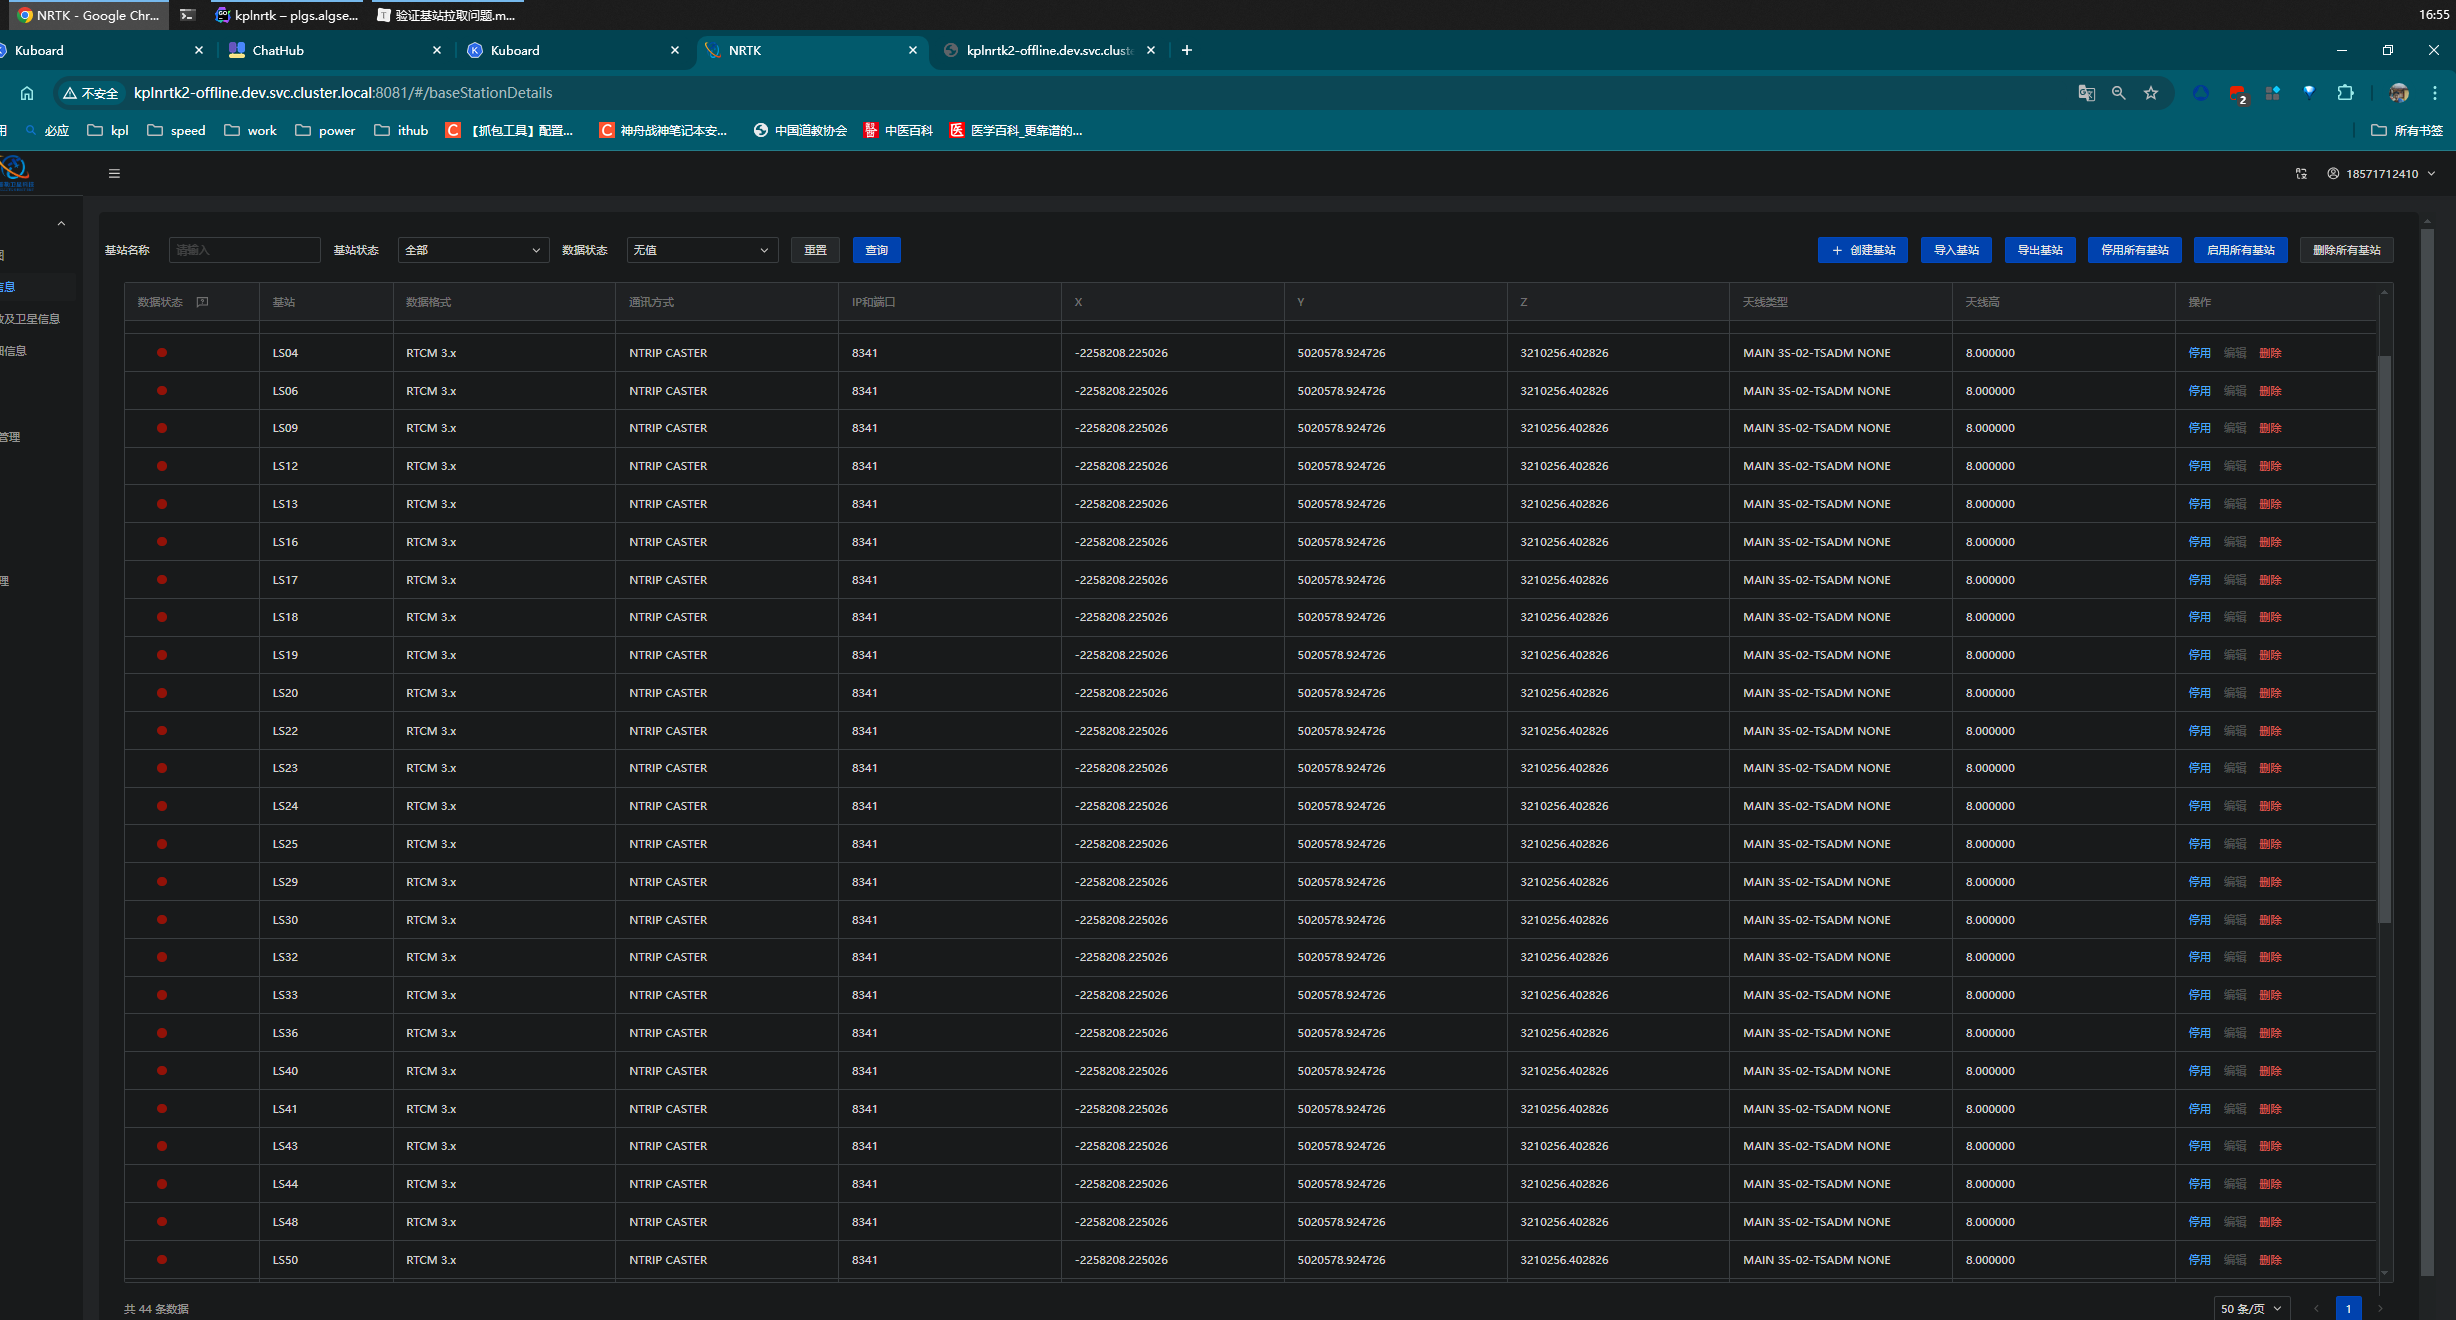 NRTK - Google Chr...
kplnrtk – plgs.algse...
验证基站拉取问题.m...
16:55
Kuboard
ChatHub
Kuboard
NRTK
kplnrtk2-offline.dev.svc.clust
不安全
kplnrtk2-offline.dev.svc.cluster.local:8081/#/baseStationDetails
2
必应
kpl
speed
work
power
ithub
【抓包工具】配置...
神舟战神笔记本安...
中国道教协会
中医百科
医学百科_更靠谱的...
所有书签
18571712410
信息
及卫星信息
细信息
管理
理
基站名称
请输入
基站状态
全部
数据状态
无值
重置
查询
创建基站
导入基站
导出基站
停用所有基站
启用所有基站
删除所有基站
数据状态 基站 数据格式 通讯方式 IP和端口 X Y Z 天线类型 天线高 操作
LS04 RTCM 3.x NTRIP CASTER 8341 -2258208.225026 5020578.924726 3210256.402826 MAIN 3S-02-TSADM NONE 8.000000 停用 编辑 删除
LS06 RTCM 3.x NTRIP CASTER 8341 -2258208.225026 5020578.924726 3210256.402826 MAIN 3S-02-TSADM NONE 8.000000 停用 编辑 删除
LS09 RTCM 3.x NTRIP CASTER 8341 -2258208.225026 5020578.924726 3210256.402826 MAIN 3S-02-TSADM NONE 8.000000 停用 编辑 删除
LS12 RTCM 3.x NTRIP CASTER 8341 -2258208.225026 5020578.924726 3210256.402826 MAIN 3S-02-TSADM NONE 8.000000 停用 编辑 删除
LS13 RTCM 3.x NTRIP CASTER 8341 -2258208.225026 5020578.924726 3210256.402826 MAIN 3S-02-TSADM NONE 8.000000 停用 编辑 删除
LS16 RTCM 3.x NTRIP CASTER 8341 -2258208.225026 5020578.924726 3210256.402826 MAIN 3S-02-TSADM NONE 8.000000 停用 编辑 删除
LS17 RTCM 3.x NTRIP CASTER 8341 -2258208.225026 5020578.924726 3210256.402826 MAIN 3S-02-TSADM NONE 8.000000 停用 编辑 删除
LS18 RTCM 3.x NTRIP CASTER 8341 -2258208.225026 5020578.924726 3210256.402826 MAIN 3S-02-TSADM NONE 8.000000 停用 编辑 删除
LS19 RTCM 3.x NTRIP CASTER 8341 -2258208.225026 5020578.924726 3210256.402826 MAIN 3S-02-TSADM NONE 8.000000 停用 编辑 删除
LS20 RTCM 3.x NTRIP CASTER 8341 -2258208.225026 5020578.924726 3210256.402826 MAIN 3S-02-TSADM NONE 8.000000 停用 编辑 删除
LS22 RTCM 3.x NTRIP CASTER 8341 -2258208.225026 5020578.924726 3210256.402826 MAIN 3S-02-TSADM NONE 8.000000 停用 编辑 删除
LS23 RTCM 3.x NTRIP CASTER 8341 -2258208.225026 5020578.924726 3210256.402826 MAIN 3S-02-TSADM NONE 8.000000 停用 编辑 删除
LS24 RTCM 3.x NTRIP CASTER 8341 -2258208.225026 5020578.924726 3210256.402826 MAIN 3S-02-TSADM NONE 8.000000 停用 编辑 删除
LS25 RTCM 3.x NTRIP CASTER 8341 -2258208.225026 5020578.924726 3210256.402826 MAIN 3S-02-TSADM NONE 8.000000 停用 编辑 删除
LS29 RTCM 3.x NTRIP CASTER 8341 -2258208.225026 5020578.924726 3210256.402826 MAIN 3S-02-TSADM NONE 8.000000 停用 编辑 删除
LS30 RTCM 3.x NTRIP CASTER 8341 -2258208.225026 5020578.924726 3210256.402826 MAIN 3S-02-TSADM NONE 8.000000 停用 编辑 删除
LS32 RTCM 3.x NTRIP CASTER 8341 -2258208.225026 5020578.924726 3210256.402826 MAIN 3S-02-TSADM NONE 8.000000 停用 编辑 删除
LS33 RTCM 3.x NTRIP CASTER 8341 -2258208.225026 5020578.924726 3210256.402826 MAIN 3S-02-TSADM NONE 8.000000 停用 编辑 删除
LS36 RTCM 3.x NTRIP CASTER 8341 -2258208.225026 5020578.924726 3210256.402826 MAIN 3S-02-TSADM NONE 8.000000 停用 编辑 删除
LS40 RTCM 3.x NTRIP CASTER 8341 -2258208.225026 5020578.924726 3210256.402826 MAIN 3S-02-TSADM NONE 8.000000 停用 编辑 删除
LS41 RTCM 3.x NTRIP CASTER 8341 -2258208.225026 5020578.924726 3210256.402826 MAIN 3S-02-TSADM NONE 8.000000 停用 编辑 删除
LS43 RTCM 3.x NTRIP CASTER 8341 -2258208.225026 5020578.924726 3210256.402826 MAIN 3S-02-TSADM NONE 8.000000 停用 编辑 删除
LS44 RTCM 3.x NTRIP CASTER 8341 -2258208.225026 5020578.924726 3210256.402826 MAIN 3S-02-TSADM NONE 8.000000 停用 编辑 删除
LS48 RTCM 3.x NTRIP CASTER 8341 -2258208.225026 5020578.924726 3210256.402826 MAIN 3S-02-TSADM NONE 8.000000 停用 编辑 删除
LS50 RTCM 3.x NTRIP CASTER 8341 -2258208.225026 5020578.924726 3210256.402826 MAIN 3S-02-TSADM NONE 8.000000 停用 编辑 删除
共 44 条数据
50 条/页
1